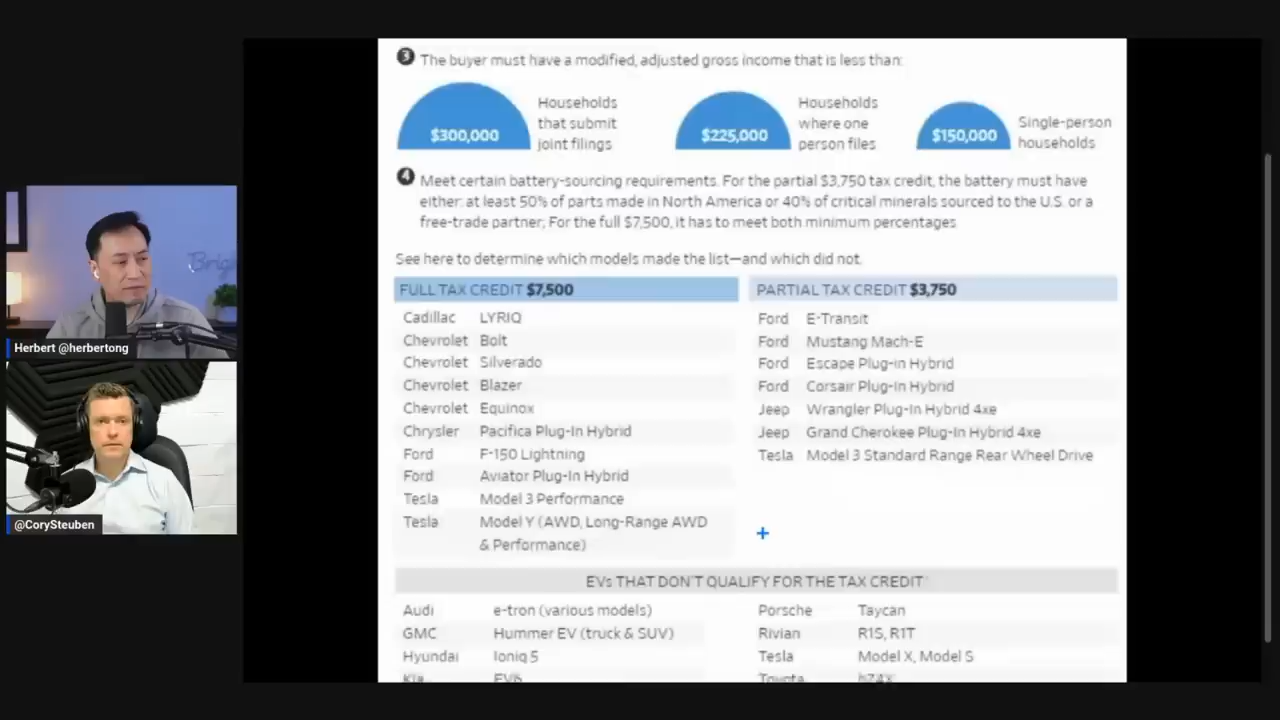 3 The buyer must have a modified, adjusted gross income that is less than:
$300,000
Households
that submit
joint filings
$225,000
Households
where one
person files
$150,000
Single-person
households
4 Meet certain battery-sourcing requirements. For the partial $3,750 tax credit, the battery must have
either: at least 50% of parts made in North America or 40% of critical minerals sourced to the U.S. or a
free-trade partner; For the full $7,500, it has to meet both minimum percentages
See here to determine which models made the list—and which did not.
FULL TAX CREDIT $7,500
Cadillac LYRIQ
Chevrolet Bolt
Chevrolet Silverado
Chevrolet Blazer
Chevrolet Equinox
Chrysler Pacifica Plug-In Hybrid
Ford F-150 Lightning
Ford Aviator Plug-In Hybrid
Tesla Model 3 Performance
Tesla Model Y (AWD, Long-Range AWD
& Performance)
PARTIAL TAX CREDIT $3,750
Ford E-Transit
Ford Mustang Mach-E
Ford Escape Plug-in Hybrid
Ford Corsair Plug-in Hybrid
Jeep Wrangler Plug-In Hybrid 4xe
Jeep Grand Cherokee Plug-In Hybrid 4xe
Tesla Model 3 Standard Range Rear Wheel Drive
EVs THAT DON'T QUALIFY FOR THE TAX CREDIT
Audi e-tron (various models)
GMC Hummer EV (truck & SUV)
Hyundai Ioniq 5
Kia EV6
Porsche Taycan
Rivian R1S, R1T
Tesla Model X, Model S
Toyota bZ4X
Herbert @herbertong
@CorySteuben